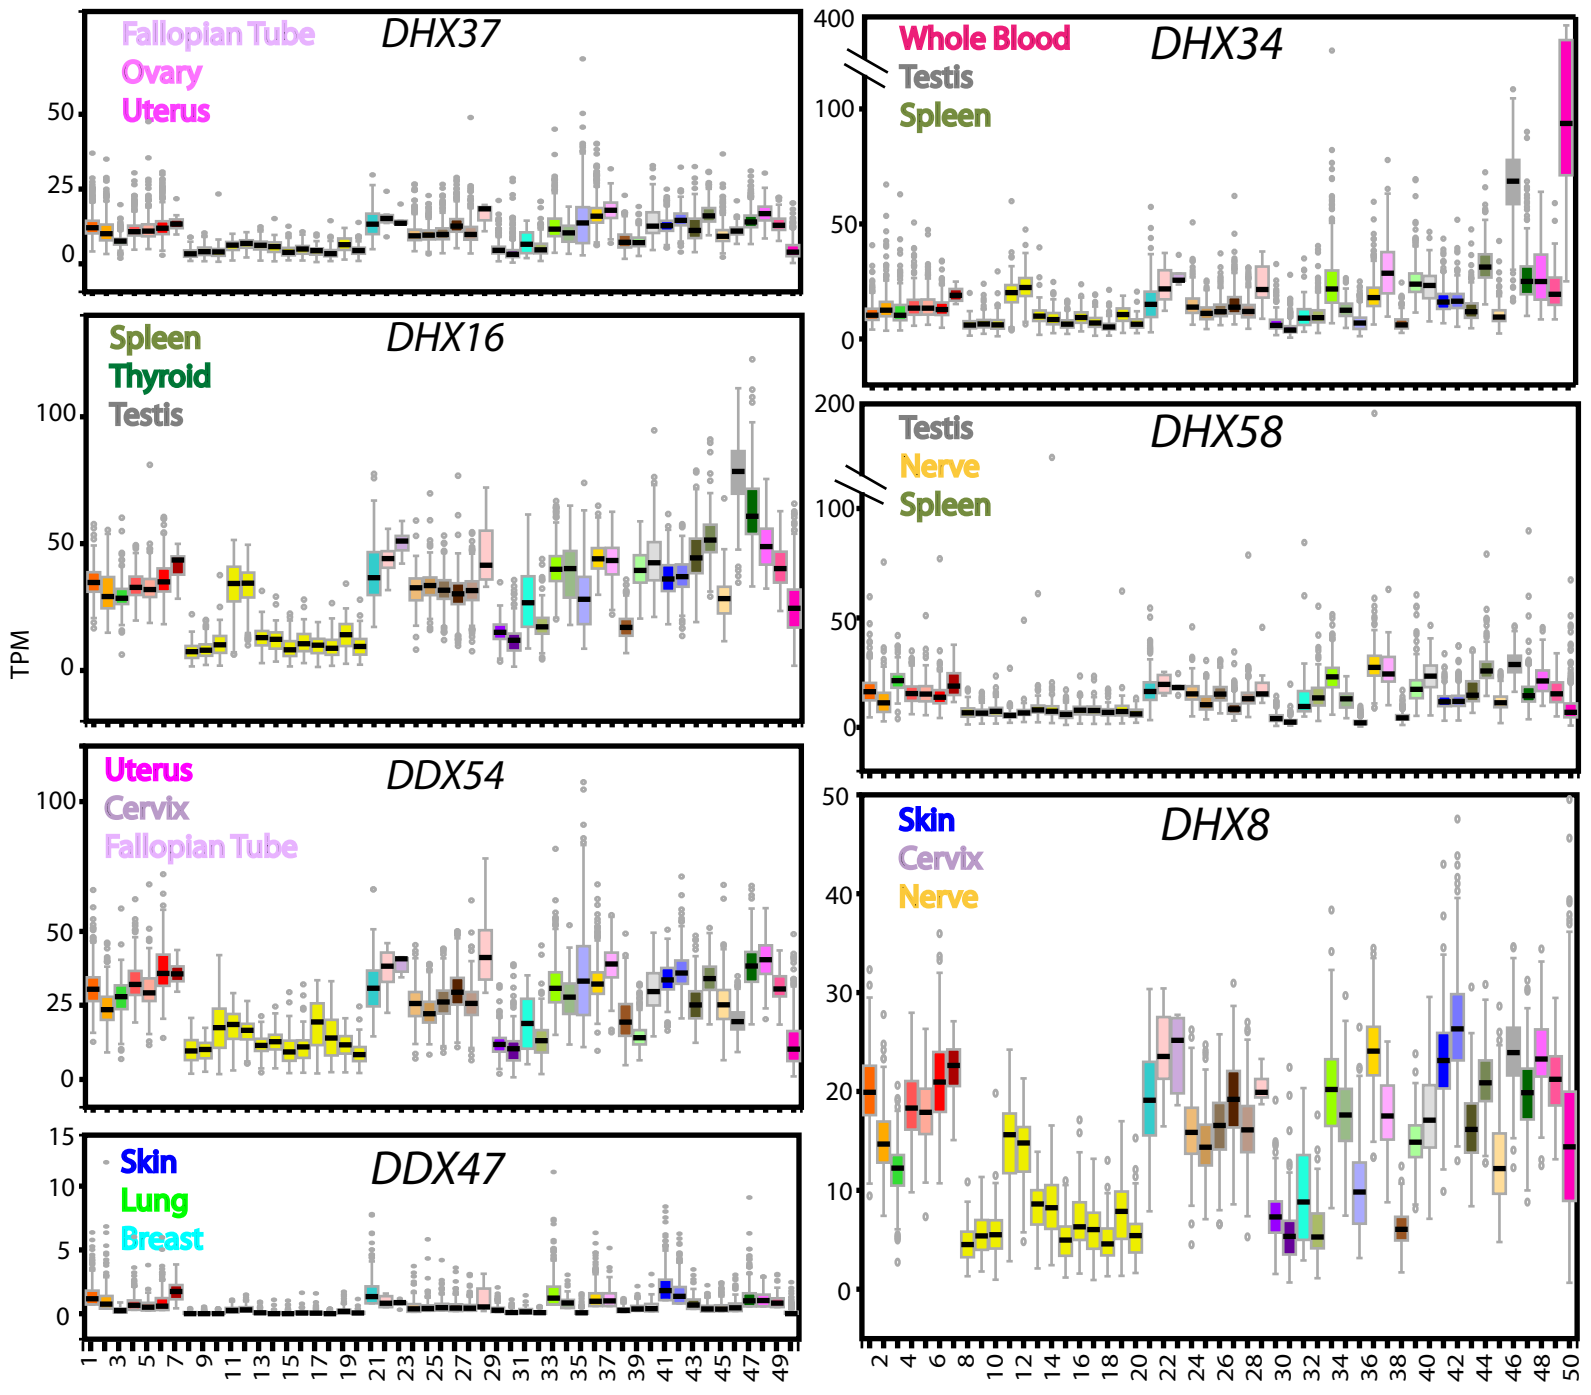 DHX37
Fallopian Tube
Ovary
Uterus
50
25
0
DHX34
Whole Blood
Testis
Spleen
400
100
50
0
DHX16
Spleen
Thyroid
Testis
100
50
0
TPM
DHX58
Testis
Nerve
Spleen
200
100
50
0
DDX54
Uterus
Cervix
Fallopian Tube
100
50
25
0
DHX8
Skin
Cervix
Nerve
50
40
30
20
10
0
DDX47
Skin
Lung
Breast
15
10
5
0
1 3 5 7 9 11 13 15 17 19 21 23 25 27 29 31 33 35 37 39 41 43 45 47 49
2 4 6 8 10 12 14 16 18 20 22 24 26 28 30 32 34 36 38 40 42 44 46 48 50